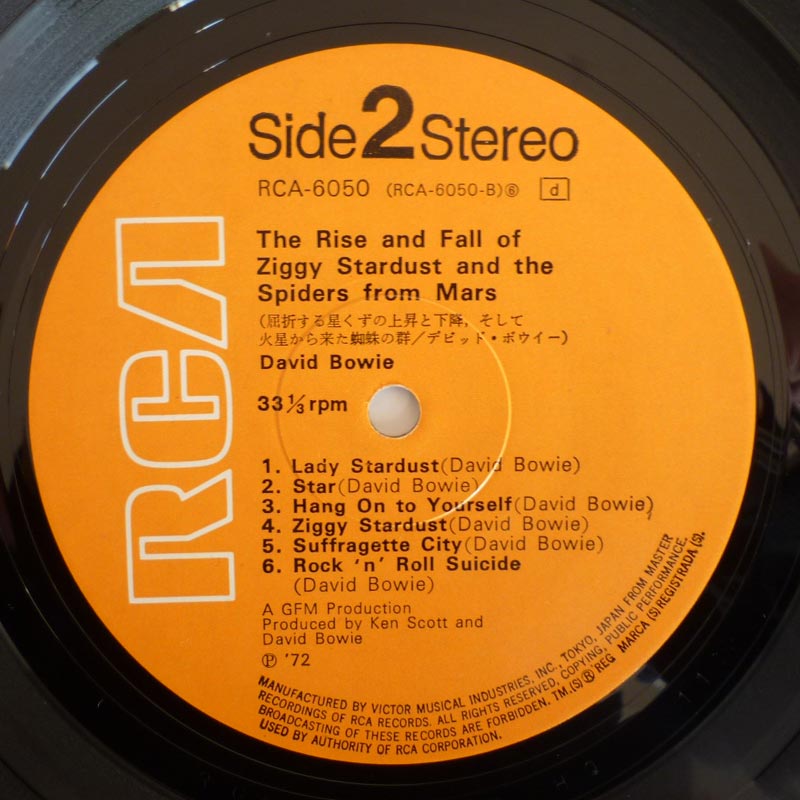 Side 2 Stereo
RCA-6050 (RCA-6050-B)⑥ d
The Rise and Fall of
Ziggy Stardust and the
Spiders from Mars
(屈折する星くずの上昇と下降，そして
火星から来た蜘蛛の群／デビッド・ボウイー)
David Bowie
33 1/3 rpm
RCA
1. Lady Stardust(David Bowie)
2. Star(David Bowie)
3. Hang On to Yourself(David Bowie)
4. Ziggy Stardust(David Bowie)
5. Suffragette City(David Bowie)
6. Rock 'n' Roll Suicide
(David Bowie)
A GFM Production
Produced by Ken Scott and
David Bowie
Ⓟ '72
MANUFACTURED BY VICTOR MUSICAL INDUSTRIES, INC. TOKYO, JAPAN FROM MASTER
RECORDINGS OF RCA RECORDS. ALL RIGHTS RESERVED, COPYING, PUBLIC PERFORMANCE,
BROADCASTING OF THESE RECORDS ARE FORBIDDEN. TM,(S) ® REG MARCA (S) REGISTRADA (S).
USED BY AUTHORITY OF RCA CORPORATION.